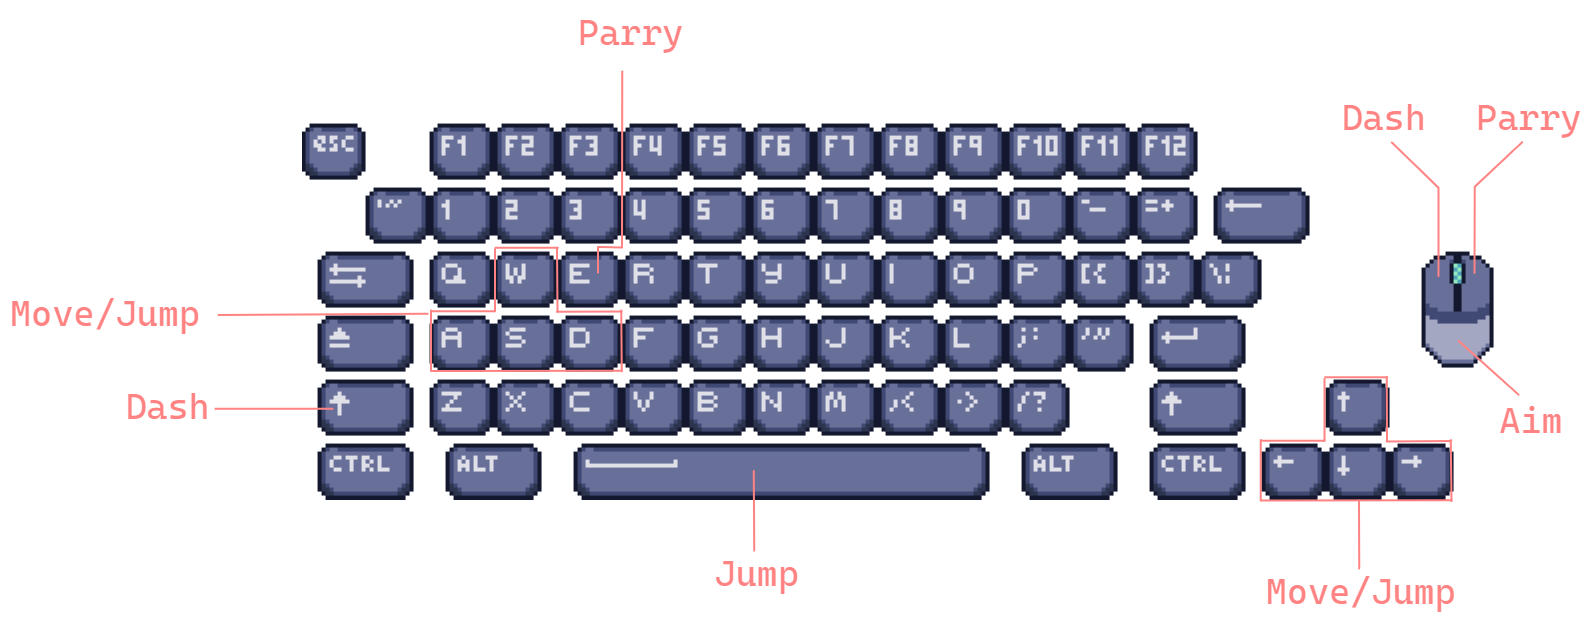 Parry
Dash Parry
esc F1 F2 F3 F4 F5 F6 F7 F8 F9 F10 F11 F12
'" 1 2 3 4 5 6 7 8 9 0 -_ =+ ←
Q W E R T Y U I O P [{ ]} \¦
Move/Jump
A S D F G H J K L ;: '"
Dash
↑ Z X C V B N M ,< .> /? ↑ ↑
Aim
CTRL ALT ALT CTRL ← ↓ →
Jump
Move/Jump